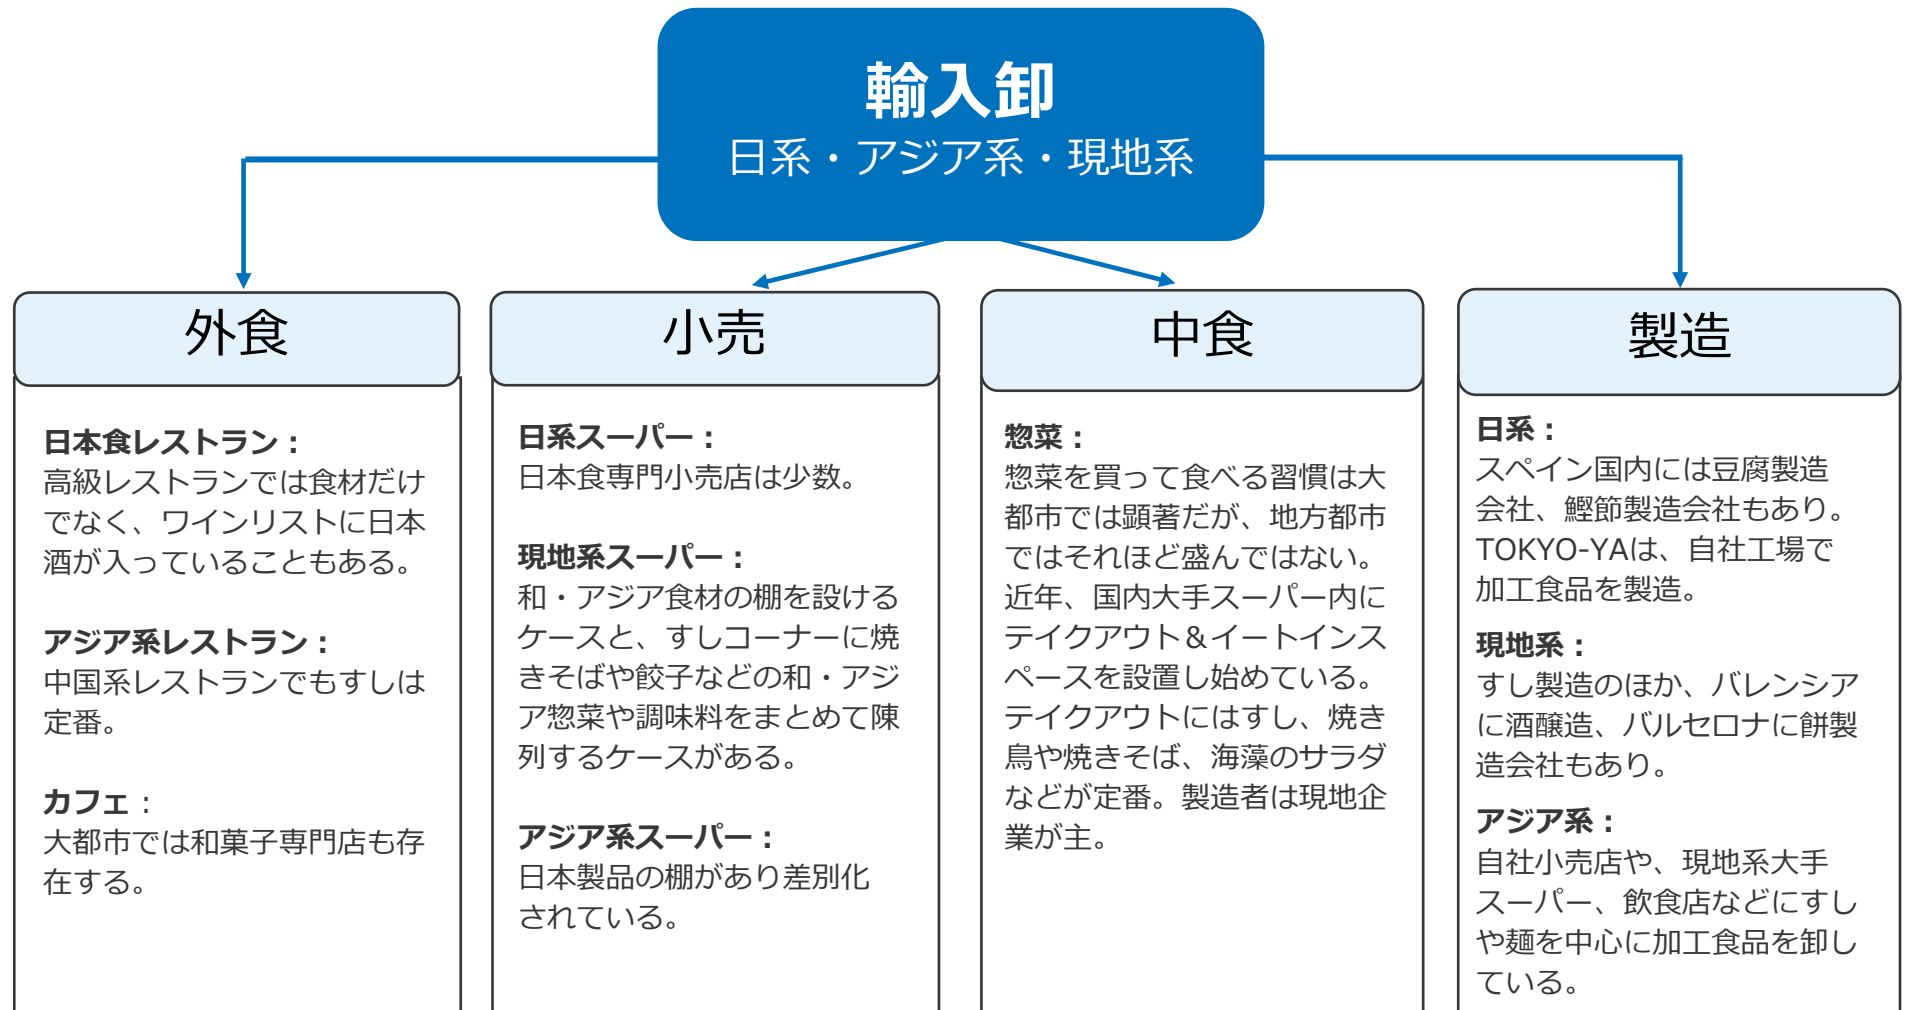 輸入卸
日系・アジア系・現地系
外食
日本食レストラン：
高級レストランでは食材だけ
でなく、ワインリストに日本
酒が入っていることもある。
アジア系レストラン：
中国系レストランでもすしは
定番。
カフェ：
大都市では和菓子専門店も存
在する。
小売
日系スーパー：
日本食専門小売店は少数。
現地系スーパー：
和・アジア食材の棚を設ける
ケースと、すしコーナーに焼
きそばや餃子などの和・アジ
ア惣菜や調味料をまとめて陳
列するケースがある。
アジア系スーパー：
日本製品の棚があり差別化
されている。
中食
惣菜：
惣菜を買って食べる習慣は大
都市では顕著だが、地方都市
ではそれほど盛んではない。
近年、国内大手スーパー内に
テイクアウト＆イートインス
ペースを設置し始めている。
テイクアウトにはすし、焼き
鳥や焼きそば、海藻のサラダ
などが定番。製造者は現地企
業が主。
製造
日系：
スペイン国内には豆腐製造
会社、鰹節製造会社もあり。
TOKYO-YAは、自社工場で
加工食品を製造。
現地系：
すし製造のほか、バレンシア
に酒醸造、バルセロナに餅製
造会社もあり。
アジア系：
自社小売店や、現地系大手
スーパー、飲食店などにすし
や麺を中心に加工食品を卸し
ている。